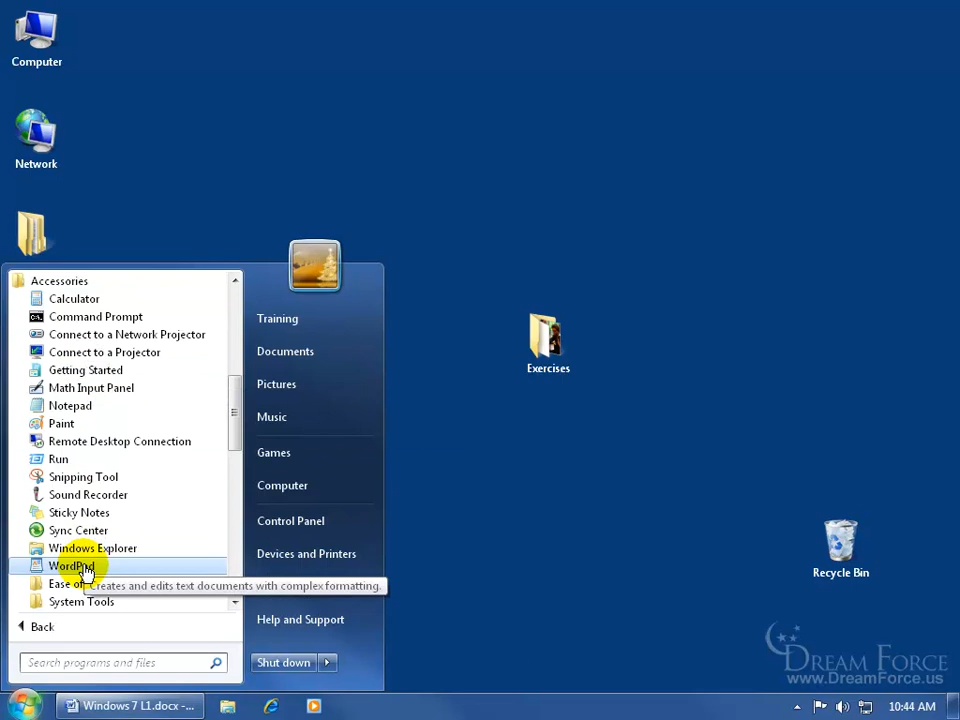 Computer
Network
Accessories
Calculator
Command Prompt
Connect to a Network Projector
Connect to a Projector
Getting Started
Math Input Panel
Notepad
Paint
Remote Desktop Connection
Run
Snipping Tool
Sound Recorder
Sticky Notes
Sync Center
Windows Explorer
WordPad
Ease of
Creates and edits text documents with complex formatting.
System Tools
Back
Search programs and files
Training
Documents
Pictures
Music
Games
Computer
Control Panel
Devices and Printers
Help and Support
Shut down
Exercises
Recycle Bin
DREAM FORCE
www.DreamForce.us
Windows 7 L1.docx -...
10:44 AM